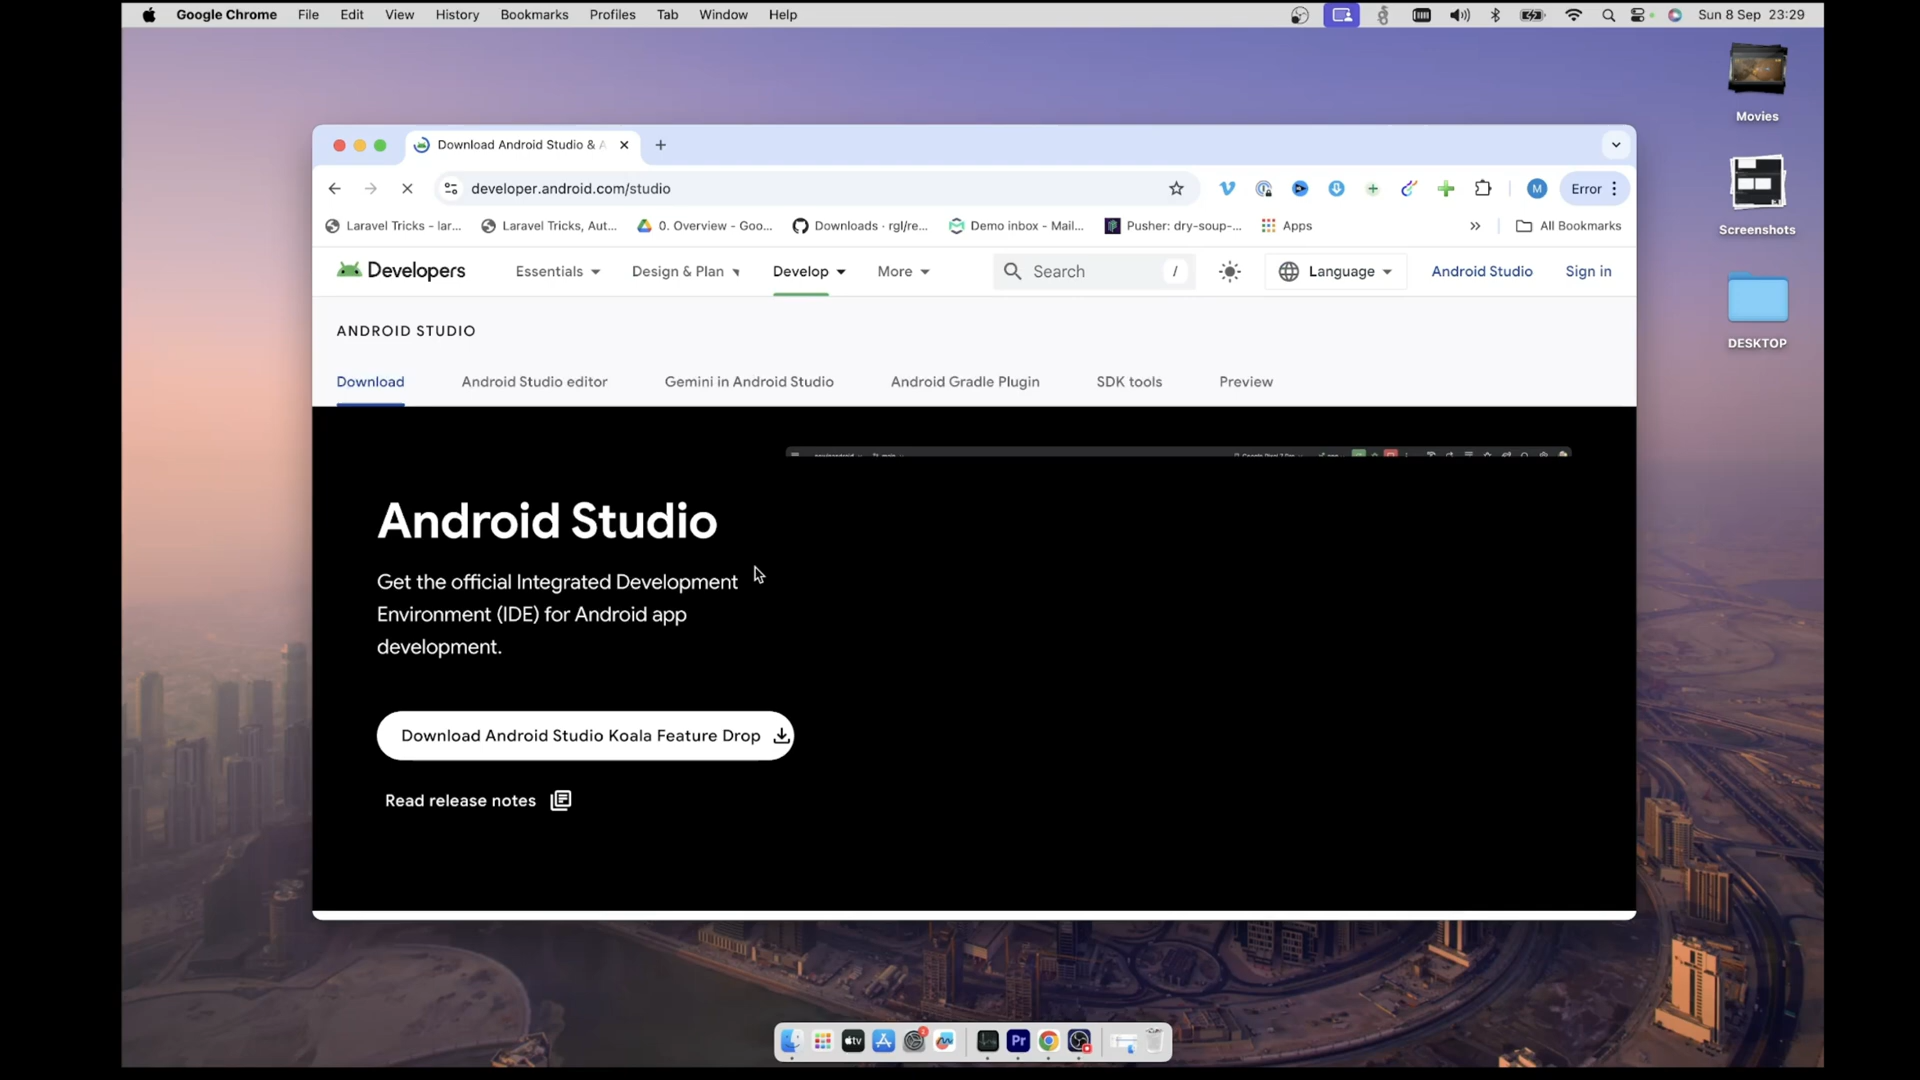 Google Chrome File Edit View History Bookmarks Profiles Tab Window Help Sun 8 Sep 23:29
Movies
Screenshots
DESKTOP
Download Android Studio & A
developer.android.com/studio
M
Error
Laravel Tricks - lar...
Laravel Tricks, Aut...
0. Overview - Goo...
Downloads · rgl/re...
Demo inbox - Mail...
Pusher: dry-soup-...
Apps
All Bookmarks
Developers Essentials Design & Plan Develop More Search / Language Android Studio Sign in
ANDROID STUDIO
Download Android Studio editor Gemini in Android Studio Android Gradle Plugin SDK tools Preview
Android Studio
Get the official Integrated Development
Environment (IDE) for Android app
development.
Download Android Studio Koala Feature Drop
Read release notes
tv
Pr